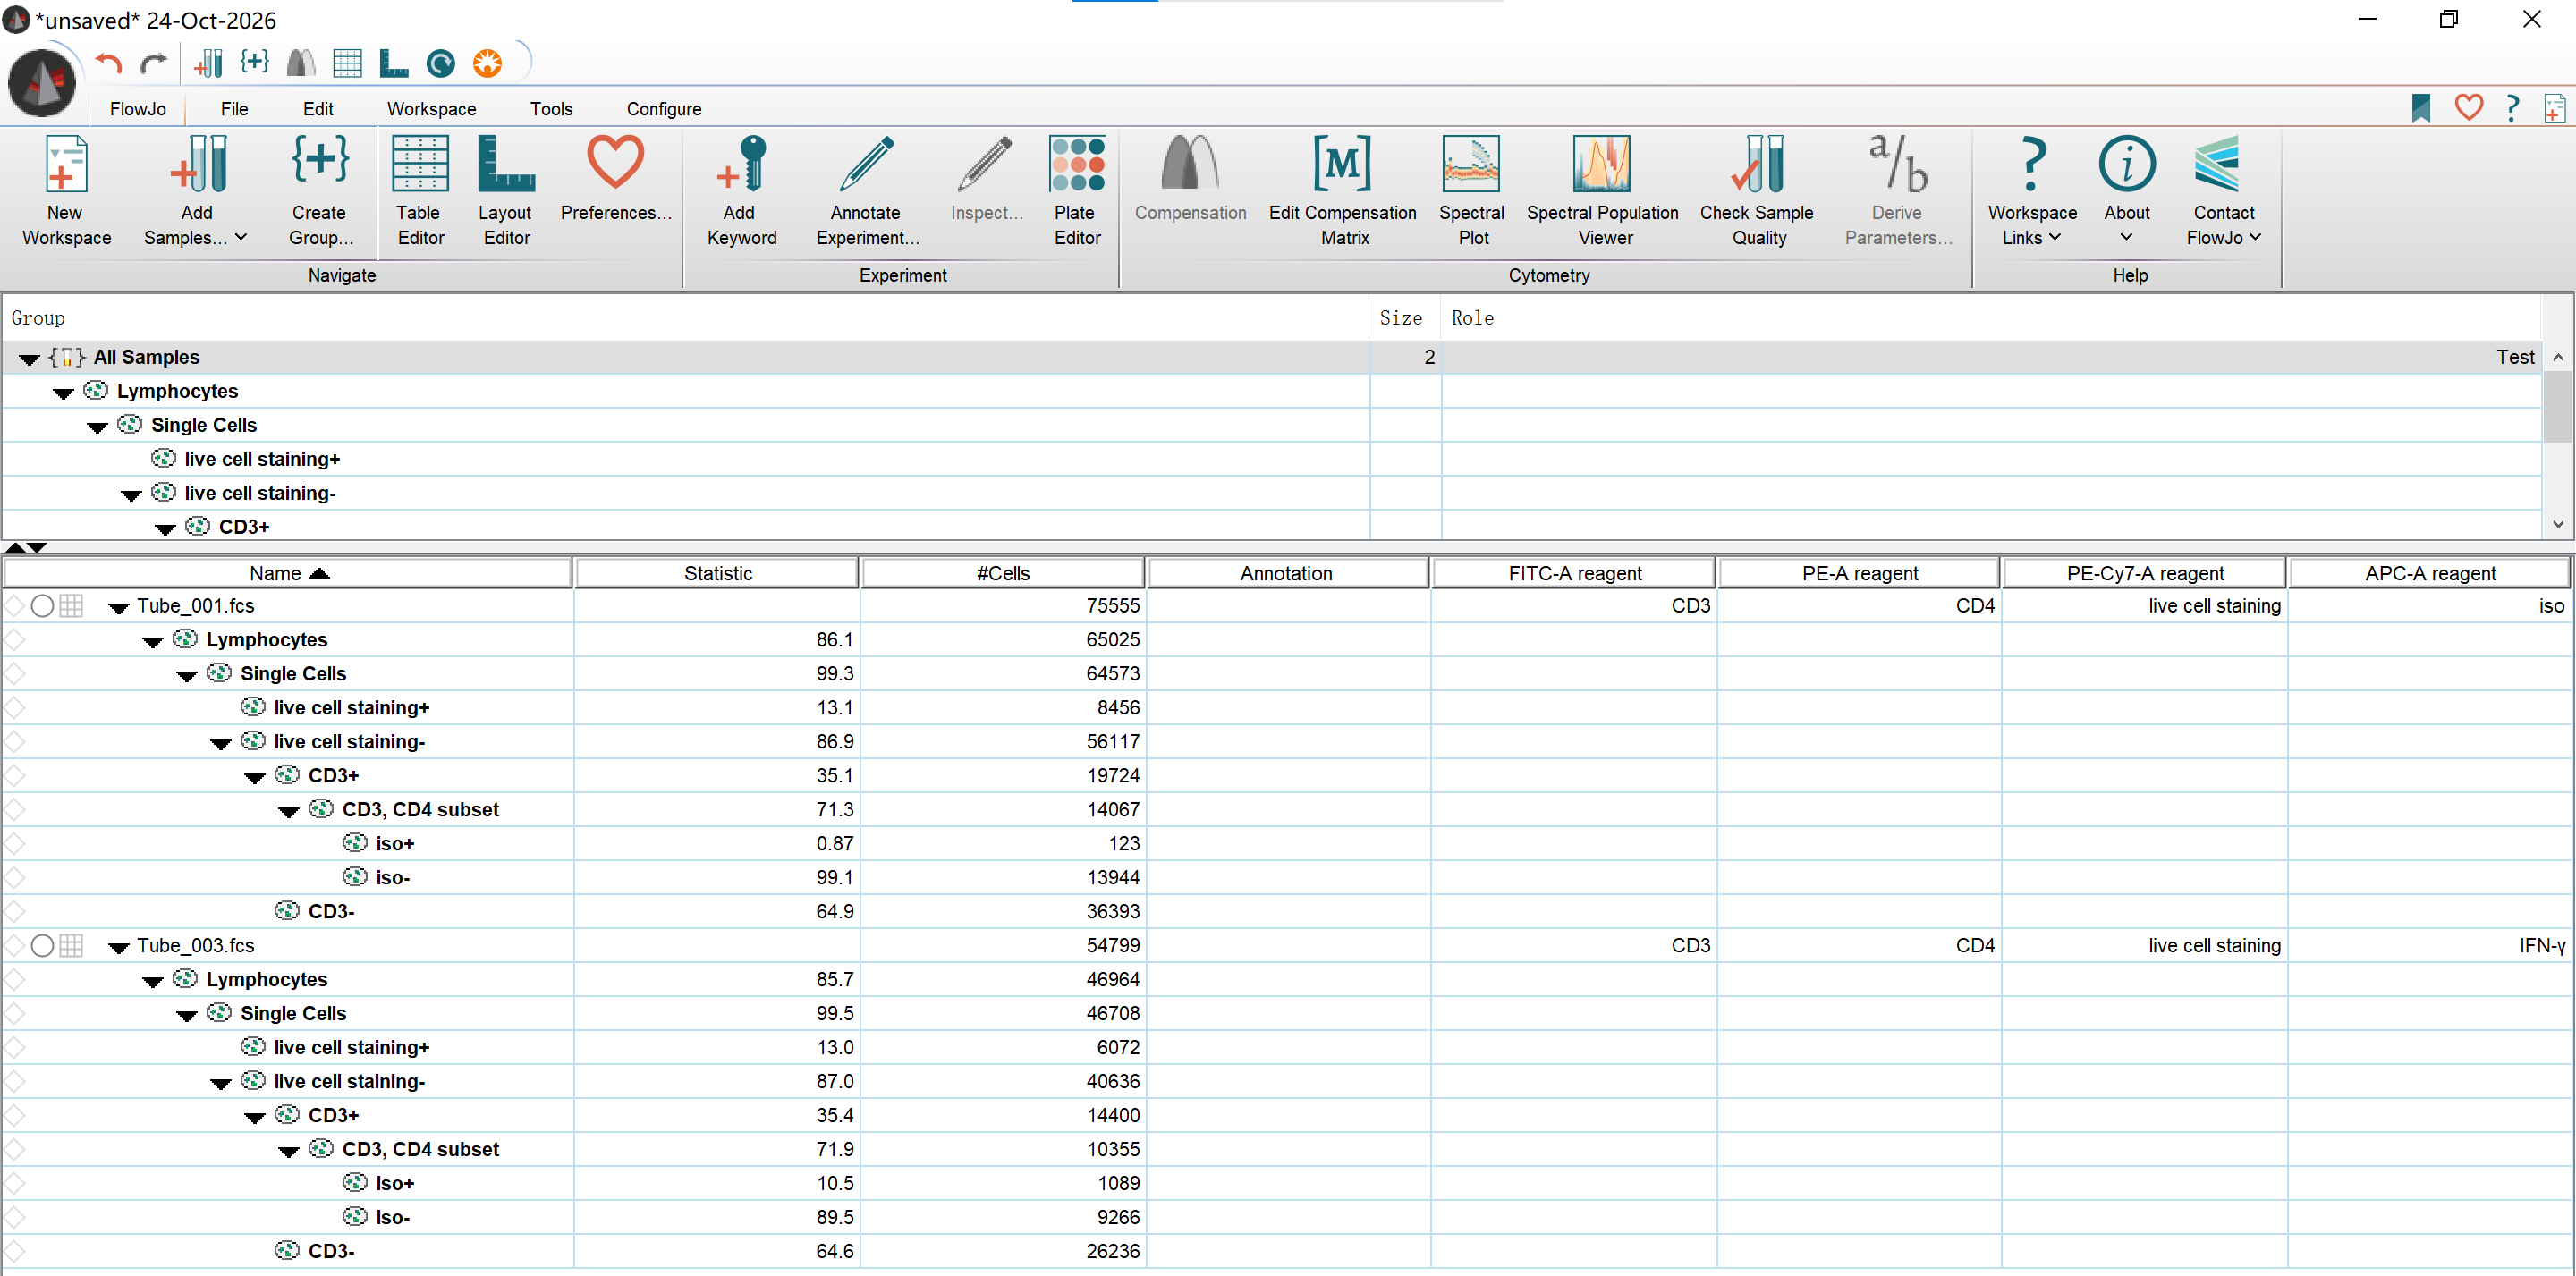 *unsaved* 24-Oct-2026
FlowJo File Edit Workspace Tools Configure
New Workspace
Add Samples...
Create Group...
Table Editor
Layout Editor
Preferences...
Navigate
Add Keyword
Annotate Experiment...
Inspect...
Plate Editor
Experiment
Compensation
Edit Compensation Matrix
Spectral Plot
Spectral Population Viewer
Check Sample Quality
Derive Parameters...
Cytometry
Workspace Links
About
Contact FlowJo
Help
Group Size Role
All Samples 2 Test
Lymphocytes
Single Cells
live cell staining+
live cell staining-
CD3+
Name Statistic #Cells Annotation FITC-A reagent PE-A reagent PE-Cy7-A reagent APC-A reagent
Tube_001.fcs 75555 CD3 CD4 live cell staining iso
Lymphocytes 86.1 65025
Single Cells 99.3 64573
live cell staining+ 13.1 8456
live cell staining- 86.9 56117
CD3+ 35.1 19724
CD3, CD4 subset 71.3 14067
iso+ 0.87 123
iso- 99.1 13944
CD3- 64.9 36393
Tube_003.fcs 54799 CD3 CD4 live cell staining IFN-γ
Lymphocytes 85.7 46964
Single Cells 99.5 46708
live cell staining+ 13.0 6072
live cell staining- 87.0 40636
CD3+ 35.4 14400
CD3, CD4 subset 71.9 10355
iso+ 10.5 1089
iso- 89.5 9266
CD3- 64.6 26236